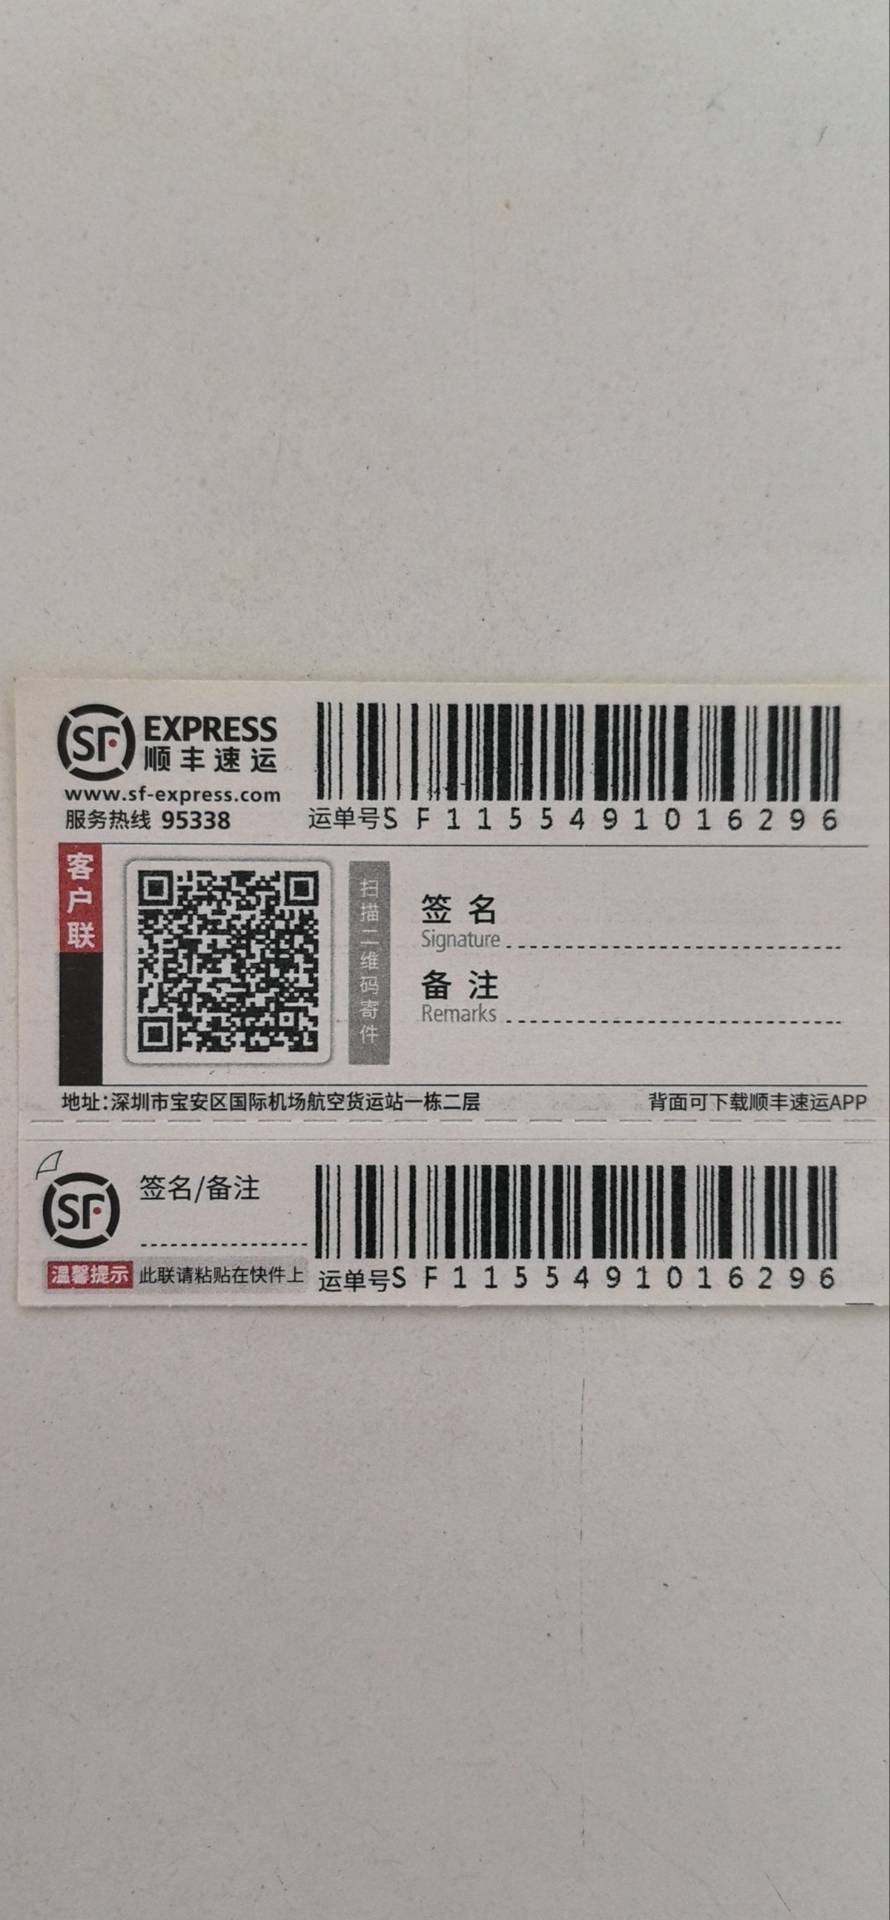 SF EXPRESS
顺丰速运
www.sf-express.com
服务热线 95338
运单号SF1155491016296
客户联
扫描二维码寄件
签名
Signature
备注
Remarks
地址:深圳市宝安区国际机场航空货运站一栋二层
背面可下载顺丰速运APP
SF
签名/备注
温馨提示 此联请粘贴在快件上
运单号SF1155491016296